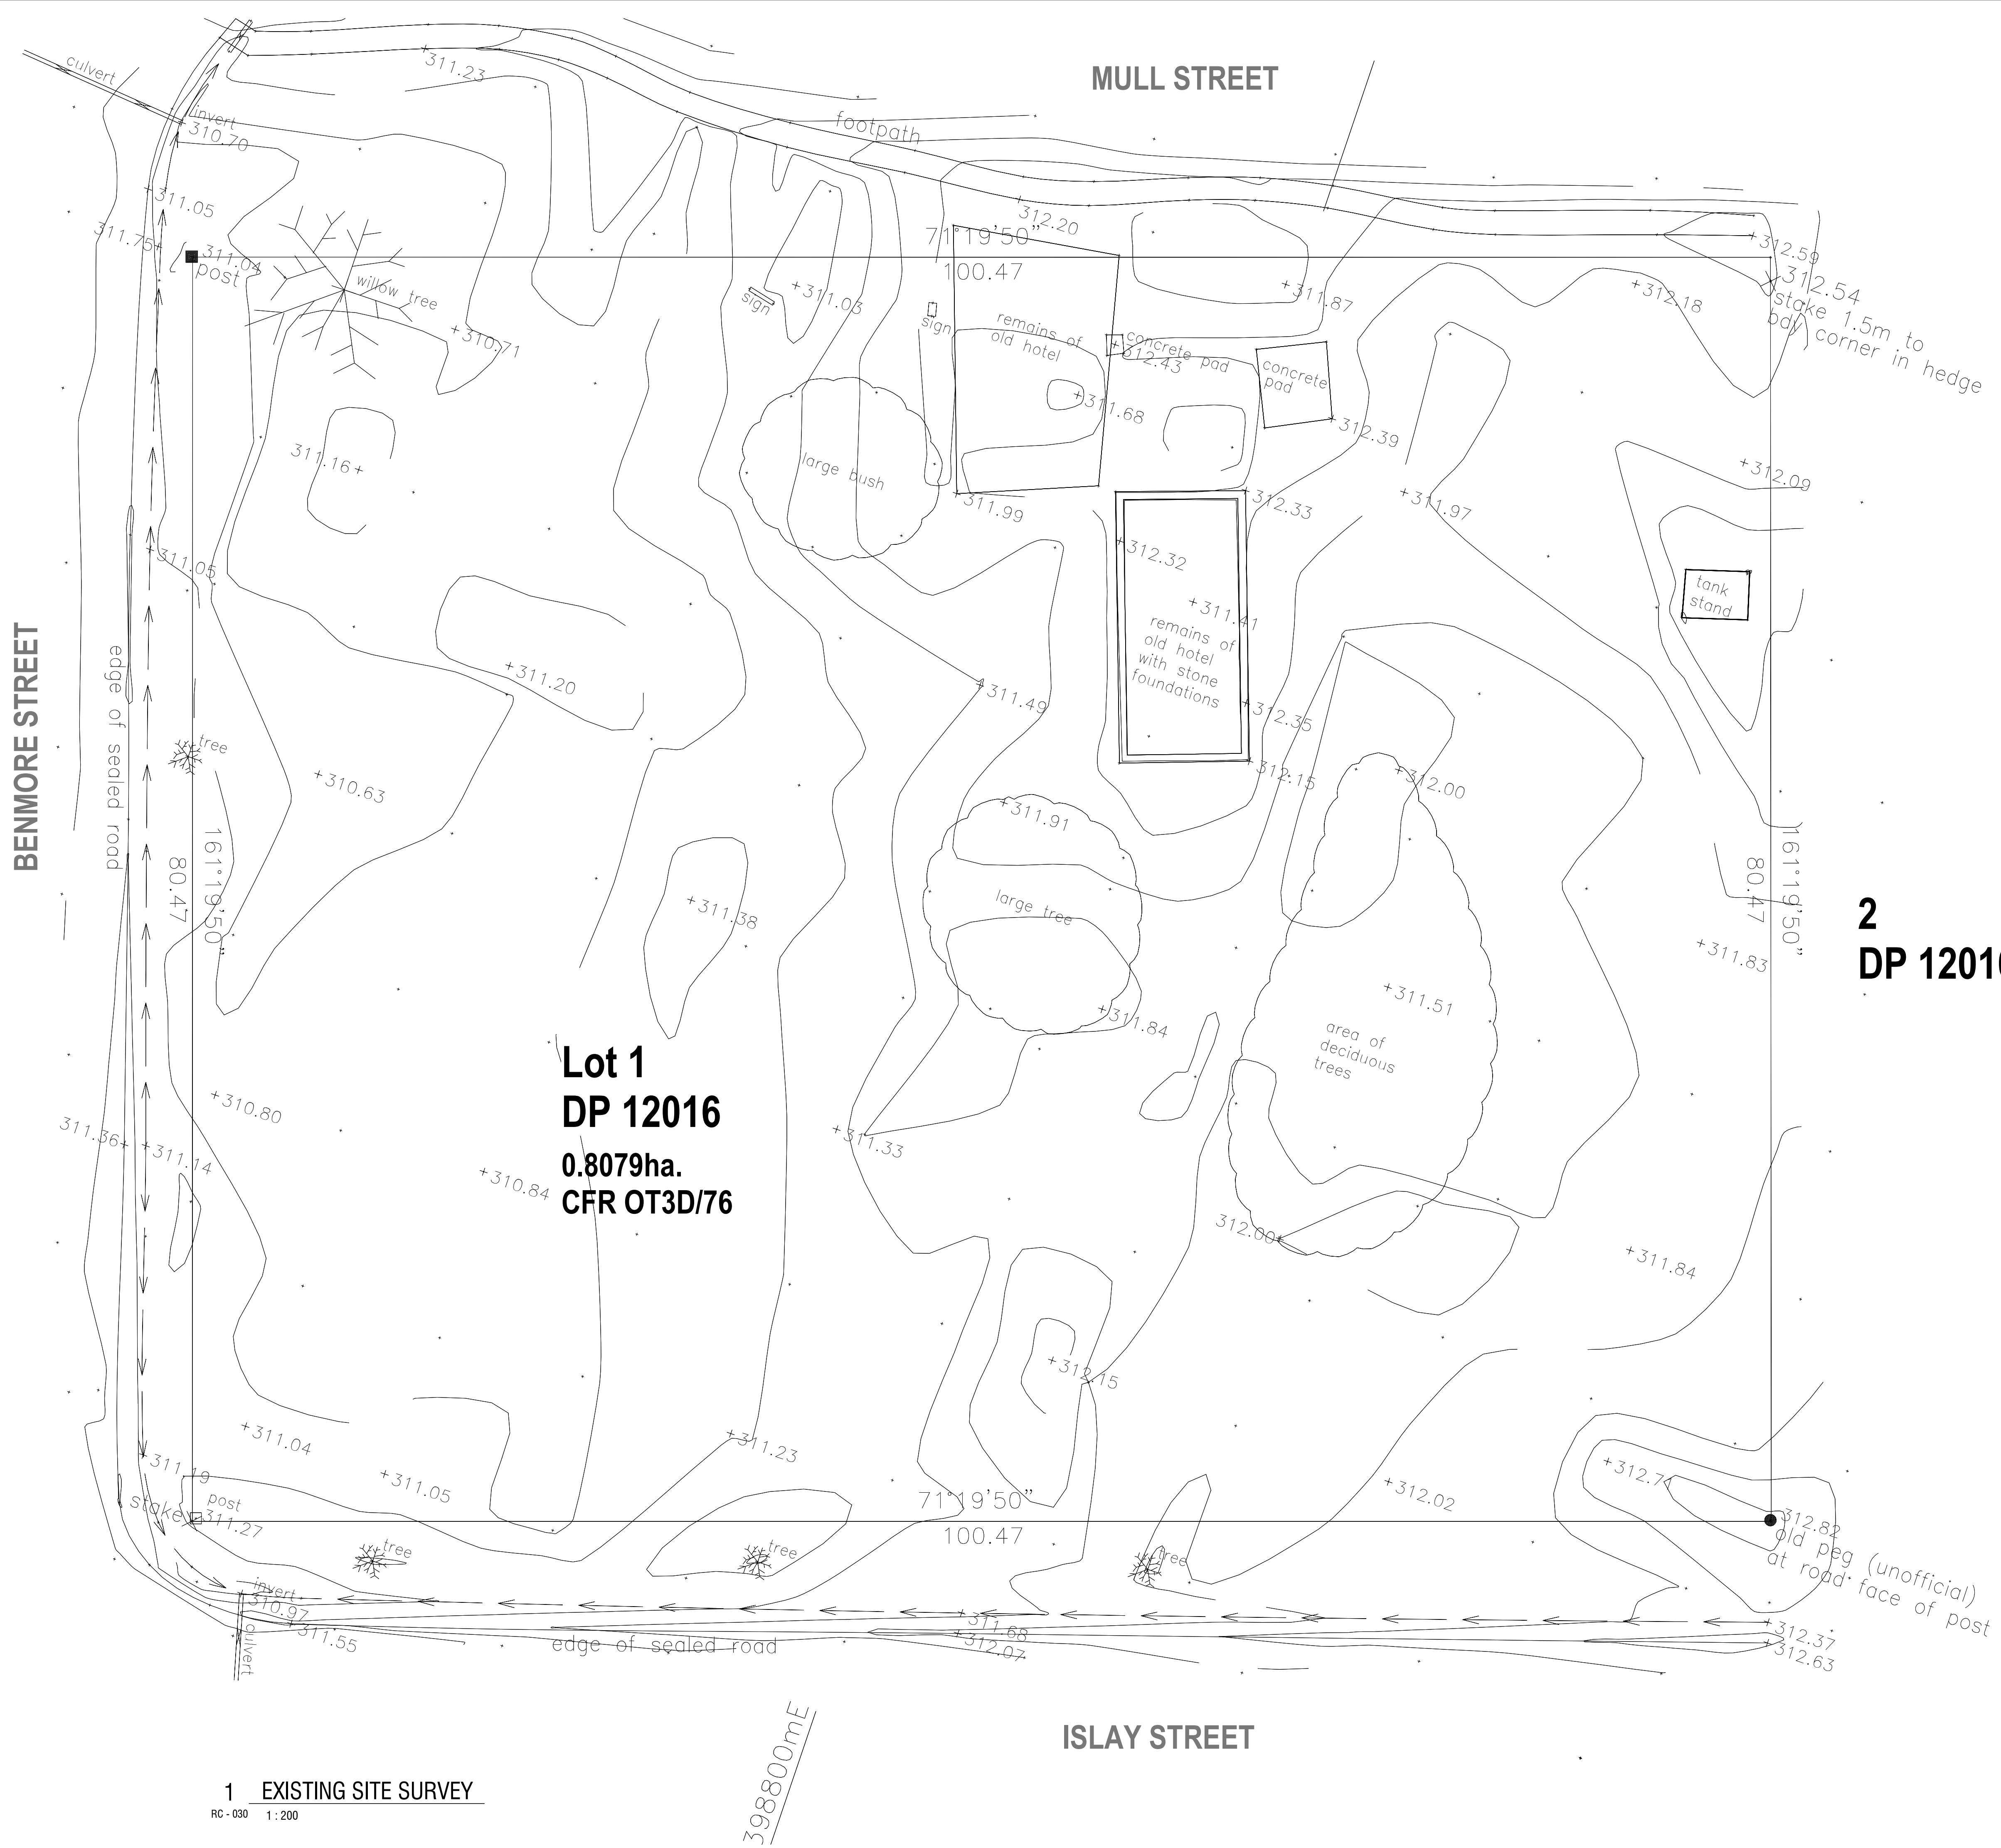 MULL STREET
culvert
+311.23
invert
+310.70
footpath
+311.05
311.75+
+312.20
71°19'50"
100.47
+312.59
+312.54
stake 1.5m to
bdy corner in hedge
311.04
post
willow tree
+310.71
sign
+311.03
sign
remains of
old hotel
+311.87
+312.18
concrete pad
+312.43
concrete
pad
+311.68
+312.39
311.16+
large bush
+311.99
+312.33
+311.97
+312.09
+311.05
+312.32
+311.41
remains of
old hotel
with stone
foundations
tank
stand
BENMORE STREET
edge of sealed road
+311.20
+311.49
+312.35
tree
+310.63
+312.15
+312.00
+311.91
161°19'50"
80.47
161°19'50"
80.47
+311.38
large tree
2
DP 1201
+311.83
+311.51
+311.84
area of
deciduous
trees
Lot 1
DP 12016
0.8079ha.
CFR OT3D/76
+310.80
311.36+
+311.14
+311.33
+310.84
312.00+
+311.84
+312.15
+311.04
+311.23
+311.19
+311.05
+312.02
+312.7
stake
post
+311.27
71°19'50"
100.47
312.82
old peg (unofficial)
at road face of post
tree
tree
tree
invert
+310.97
culvert
+311.55
edge of sealed road
+311.68
+312.07
+312.37
+312.63
ISLAY STREET
398800mE
1 EXISTING SITE SURVEY
RC - 030 1 : 200